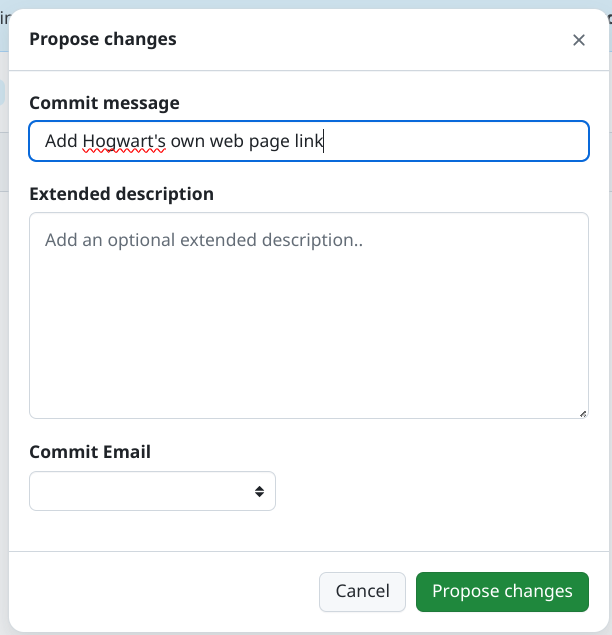 Propose changes
Commit message
Add Hogwart's own web page link
Extended description
Add an optional extended description..
Commit Email
Cancel
Propose changes